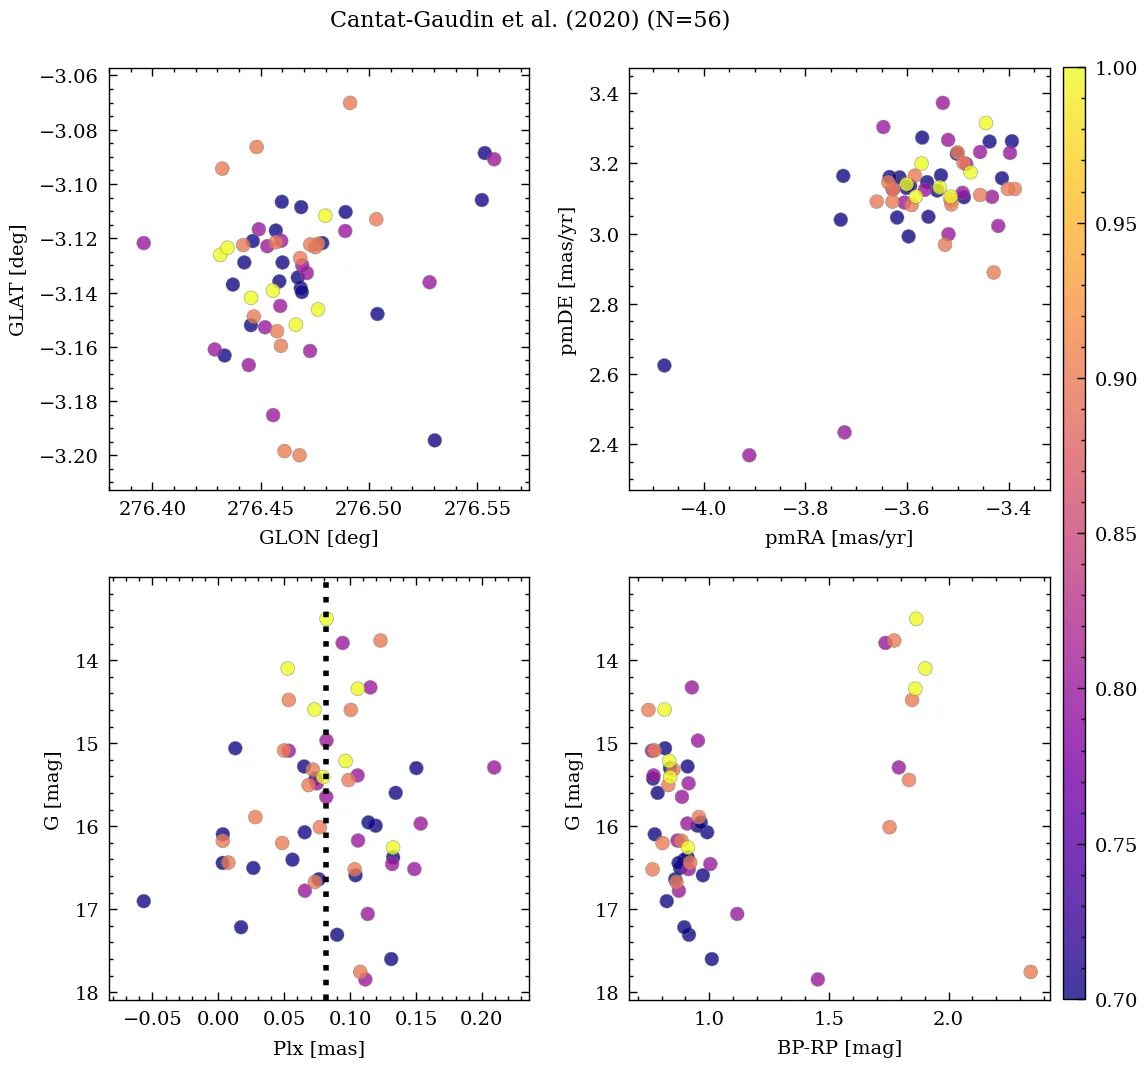 Cantat-Gaudin et al. (2020) (N=56)
−3.06
−3.08
−3.10
−3.12
−3.14
−3.16
−3.18
−3.20
GLAT [deg]
276.40 276.45 276.50 276.55
GLON [deg]
3.4
3.2
3.0
2.8
2.6
2.4
pmDE [mas/yr]
−4.0 −3.8 −3.6 −3.4
pmRA [mas/yr]
14
15
16
17
18
G [mag]
−0.05 0.00 0.05 0.10 0.15 0.20
Plx [mas]
14
15
16
17
18
G [mag]
1.0 1.5 2.0
BP-RP [mag]
1.00
0.95
0.90
0.85
0.80
0.75
0.70